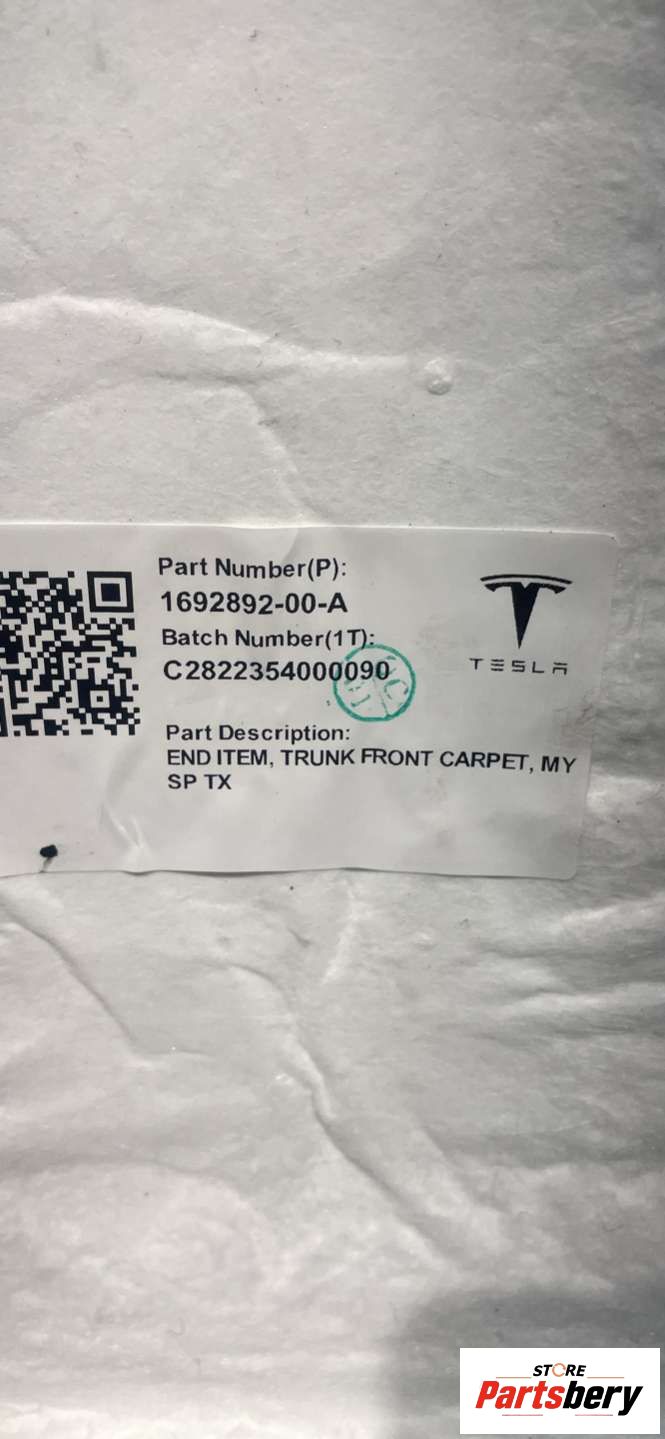 Part Number(P):
1692892-00-A
Batch Number(1T):
C2822354000090
TESLA
Part Description:
END ITEM, TRUNK FRONT CARPET, MY
SP TX
STORE
Partsbery